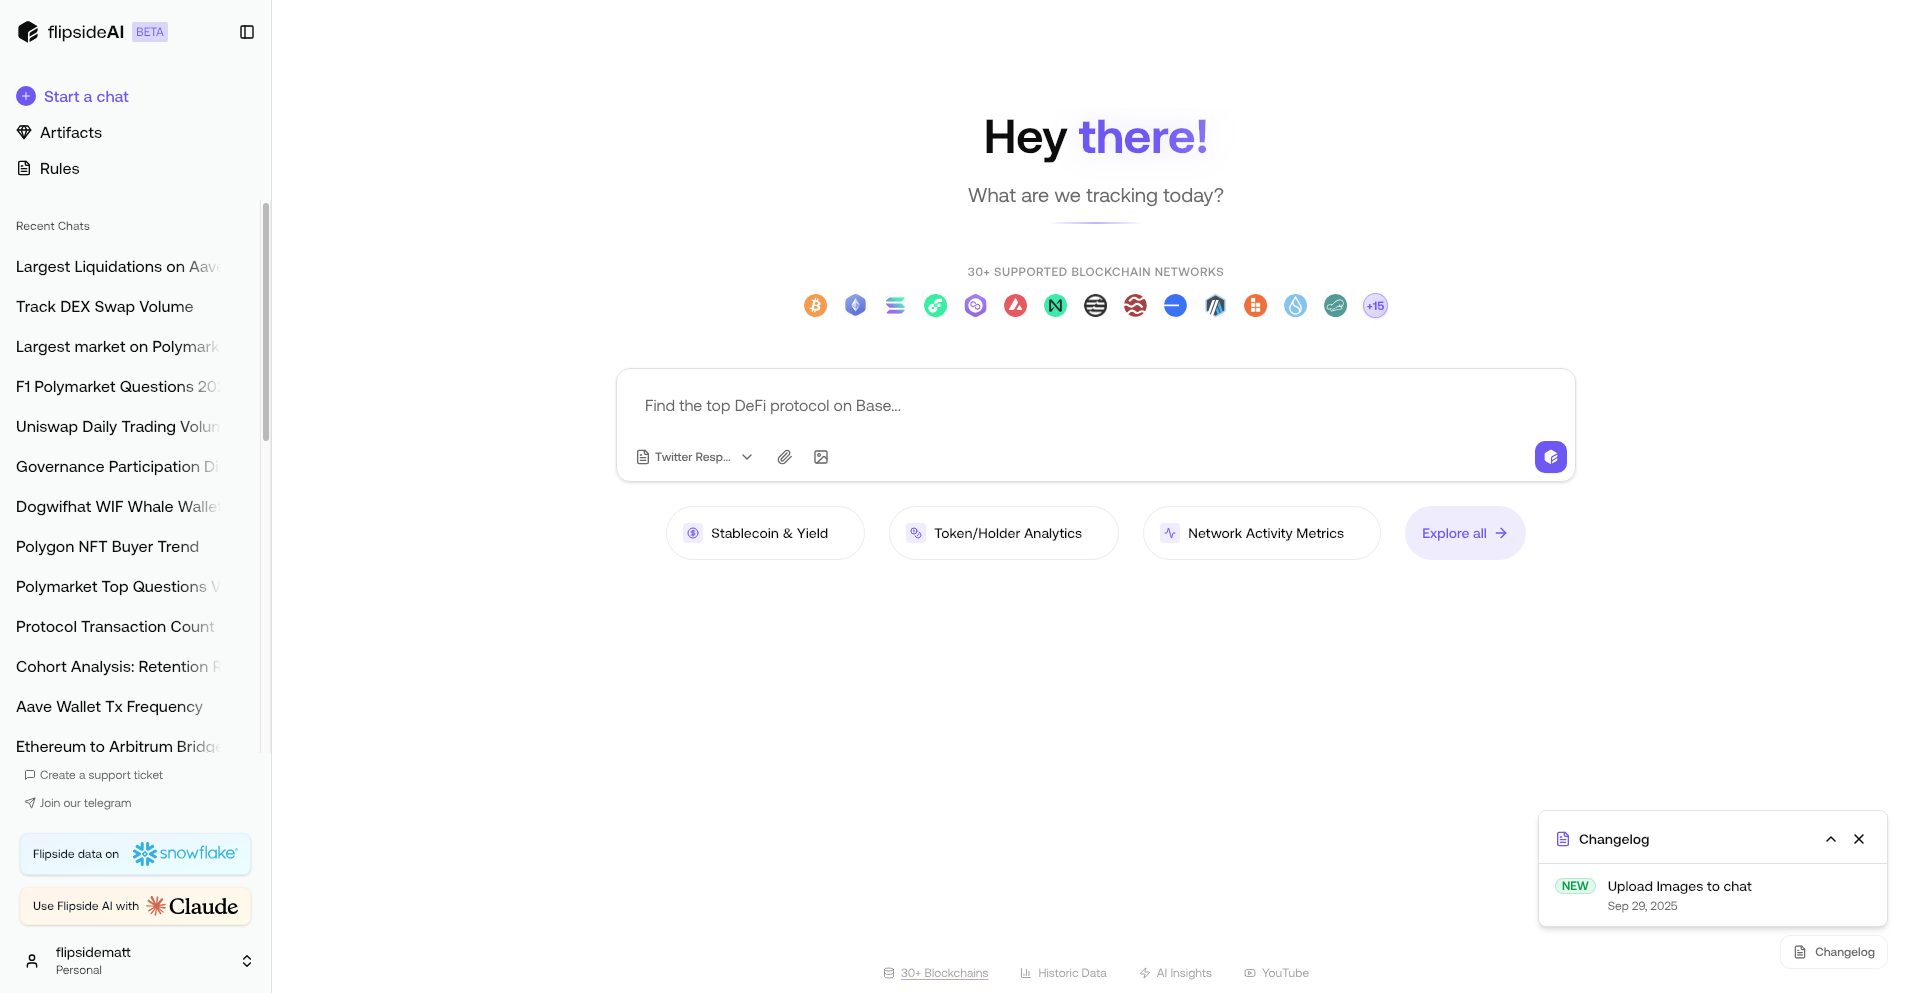 flipsideAI BETA
Start a chat
Artifacts
Rules
Recent Chats
Largest Liquidations on Aave
Track DEX Swap Volume
Largest market on Polymark
F1 Polymarket Questions 202
Uniswap Daily Trading Volum
Governance Participation Di
Dogwifhat WIF Whale Wallet
Polygon NFT Buyer Trend
Polymarket Top Questions V
Protocol Transaction Count
Cohort Analysis: Retention R
Aave Wallet Tx Frequency
Ethereum to Arbitrum Bridge
Create a support ticket
Join our telegram
Flipside data on snowflake
Use Flipside AI with Claude
flipsidematt
Personal
Hey there!
What are we tracking today?
30+ SUPPORTED BLOCKCHAIN NETWORKS
+15
Find the top DeFi protocol on Base...
Twitter Resp...
Stablecoin & Yield
Token/Holder Analytics
Network Activity Metrics
Explore all
Changelog
NEW Upload Images to chat
Sep 29, 2025
Changelog
30+ Blockchains
Historic Data
AI Insights
YouTube